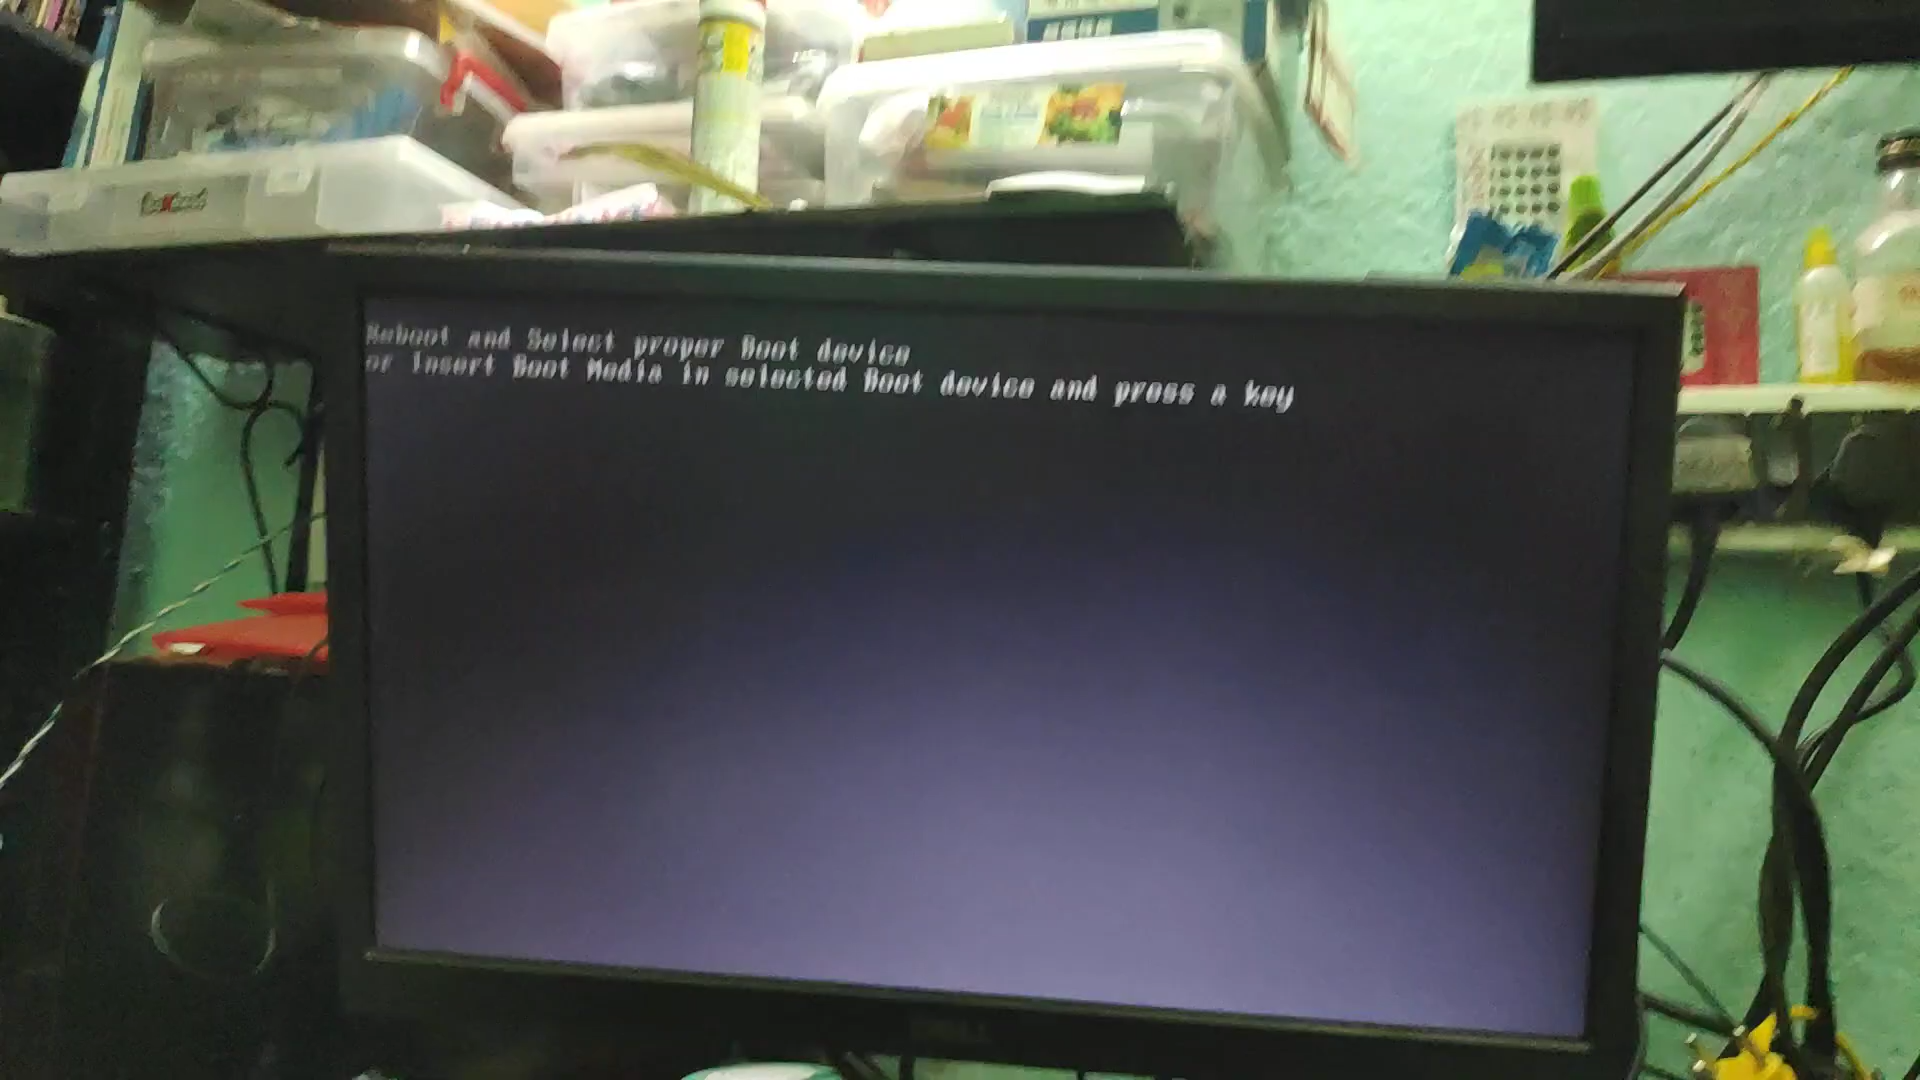 Reboot and Select proper Boot device
or Insert Boot Media in selected Boot device and press a key